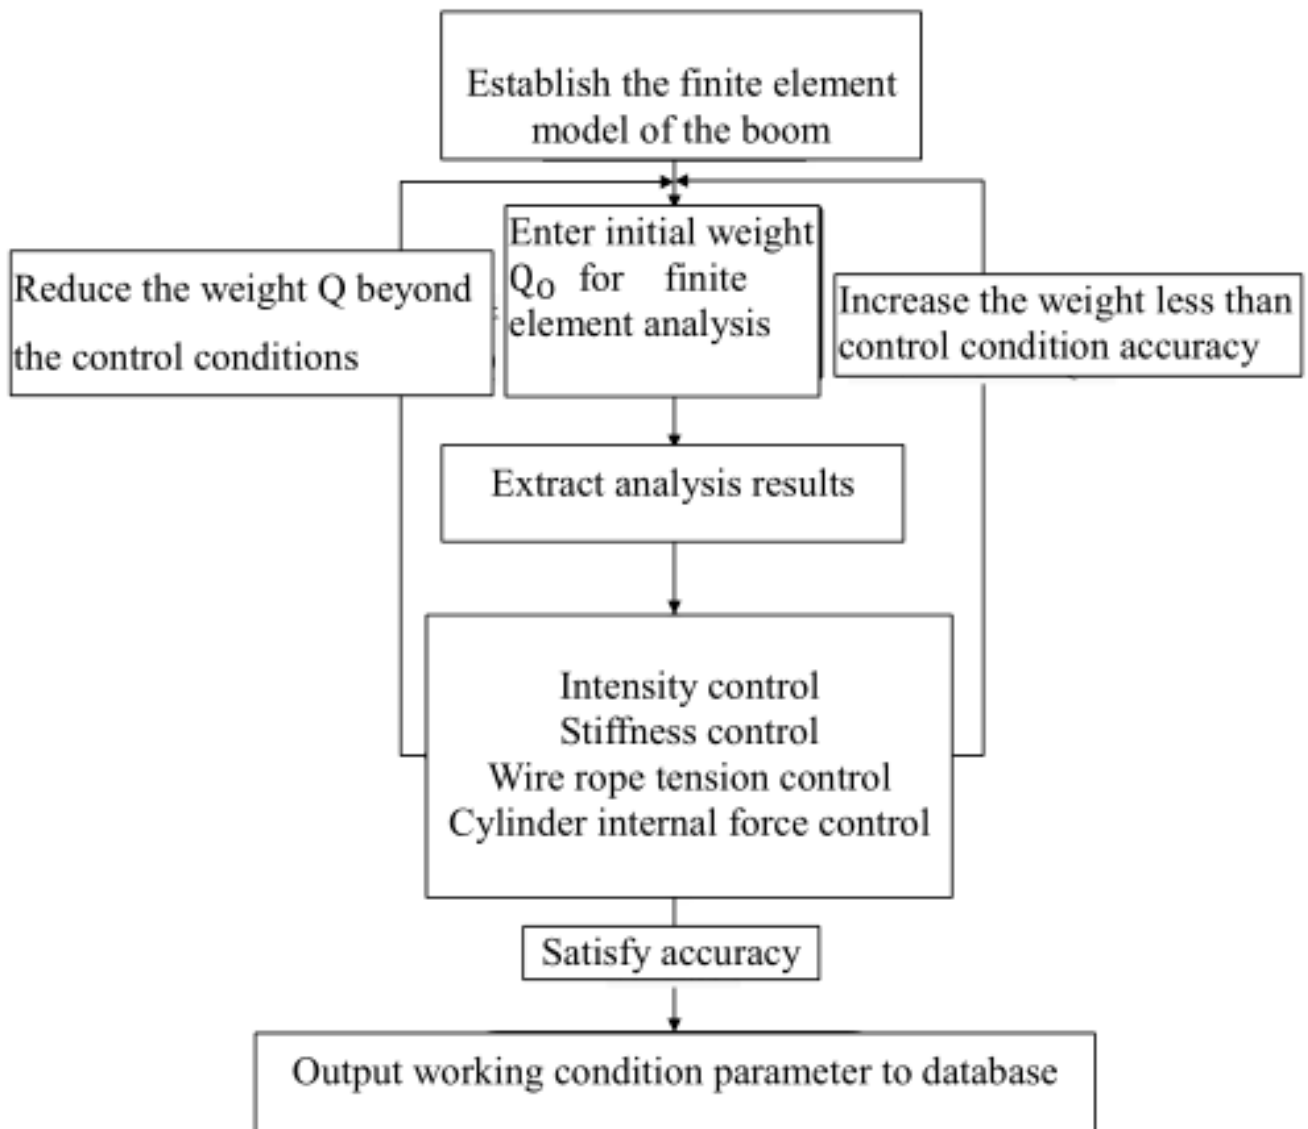 Establish the finite element
model of the boom
Enter initial weight
Q₀ for finite
element analysis
Reduce the weight Q beyond
the control conditions
Increase the weight less than
control condition accuracy
Extract analysis results
Intensity control
Stiffness control
Wire rope tension control
Cylinder internal force control
Satisfy accuracy
Output working condition parameter to database